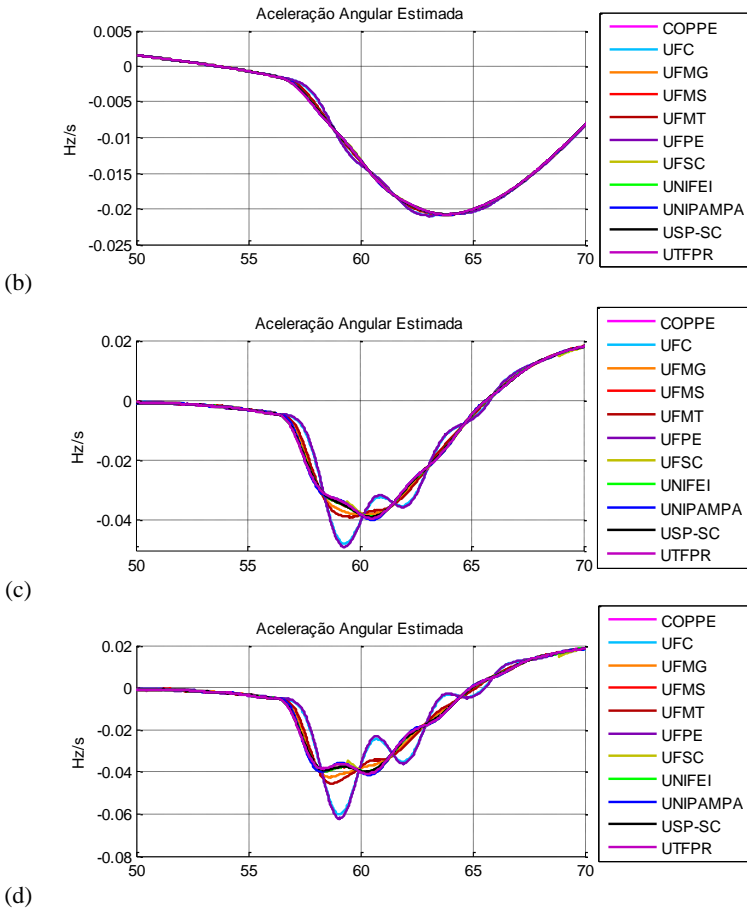 Aceleração Angular Estimada
0.005
0
-0.005
-0.01
-0.015
-0.02
-0.025
Hz/s
50 55 60 65 70
COPPE
UFC
UFMG
UFMS
UFMT
UFPE
UFSC
UNIFEI
UNIPAMPA
USP-SC
UTFPR
(b)
Aceleração Angular Estimada
0.02
0
-0.02
-0.04
Hz/s
50 55 60 65 70
COPPE
UFC
UFMG
UFMS
UFMT
UFPE
UFSC
UNIFEI
UNIPAMPA
USP-SC
UTFPR
(c)
Aceleração Angular Estimada
0.02
0
-0.02
-0.04
-0.06
-0.08
Hz/s
50 55 60 65 70
COPPE
UFC
UFMG
UFMS
UFMT
UFPE
UFSC
UNIFEI
UNIPAMPA
USP-SC
UTFPR
(d)